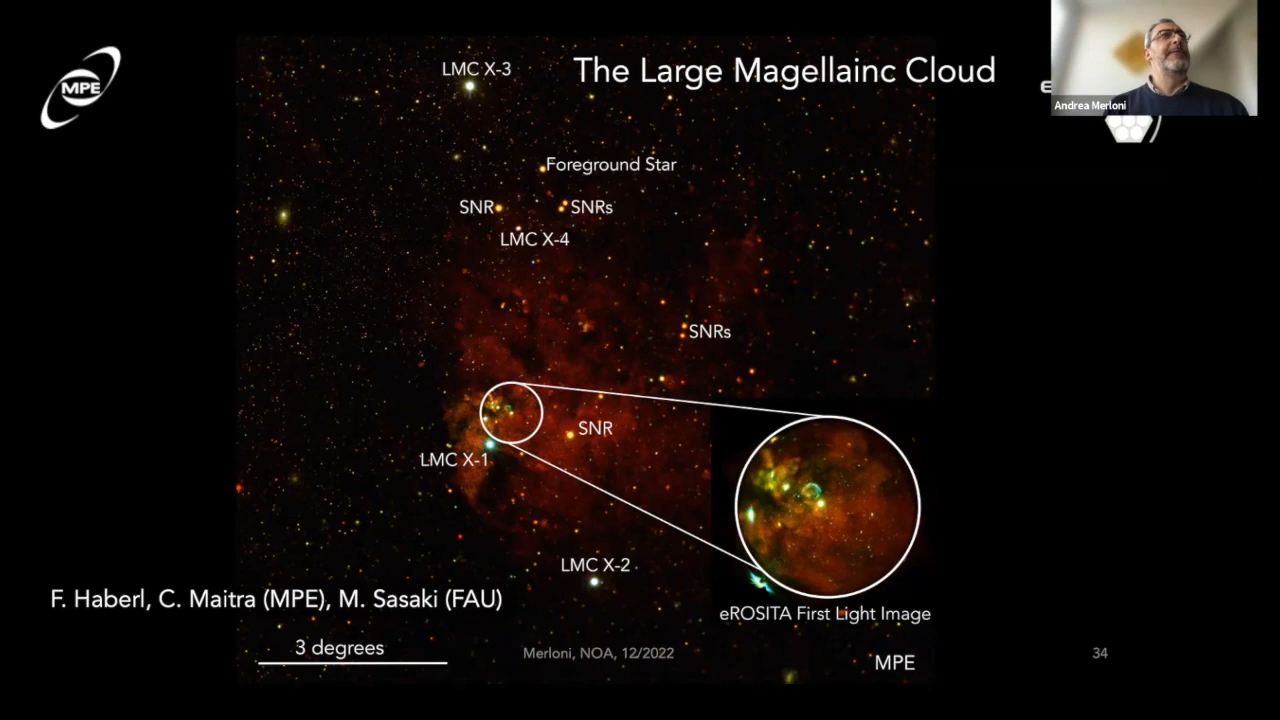 MPE
LMC X-3
The Large Magellainc Cloud
Andrea Merloni
Foreground Star
SNR
SNRs
LMC X-4
SNRs
SNR
LMC X-1
LMC X-2
F. Haberl, C. Maitra (MPE), M. Sasaki (FAU)
eROSITA First Light Image
3 degrees
Merloni, NOA, 12/2022
MPE
34